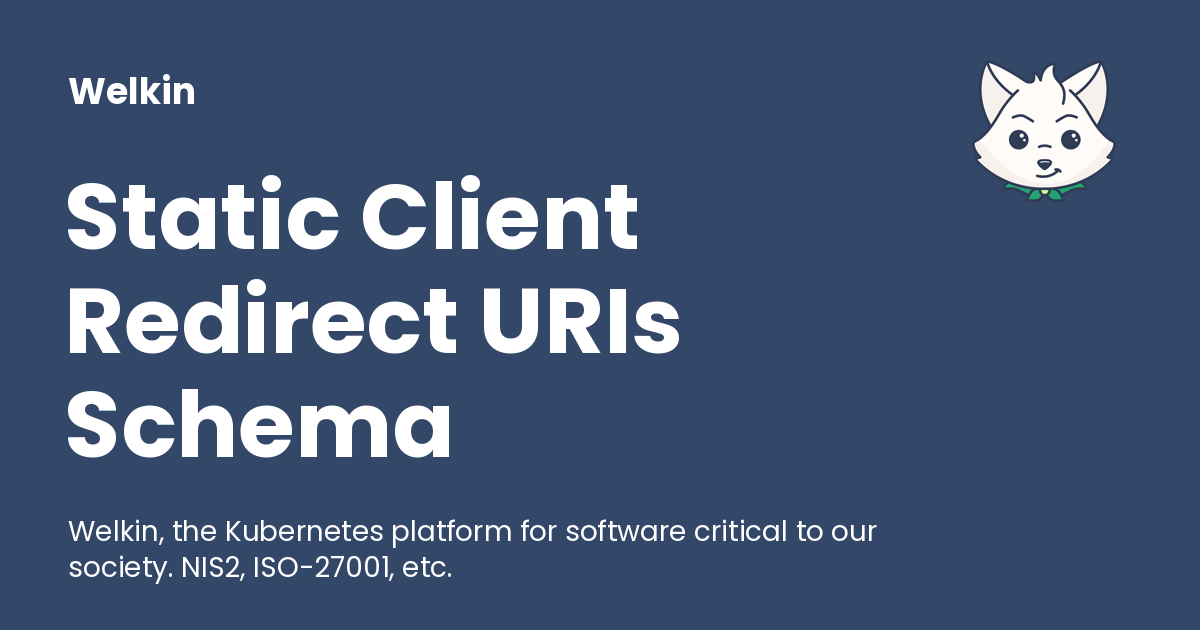 Welkin
Static Client
Redirect URIs
Schema
Welkin, the Kubernetes platform for software critical to our
society. NIS2, ISO-27001, etc.